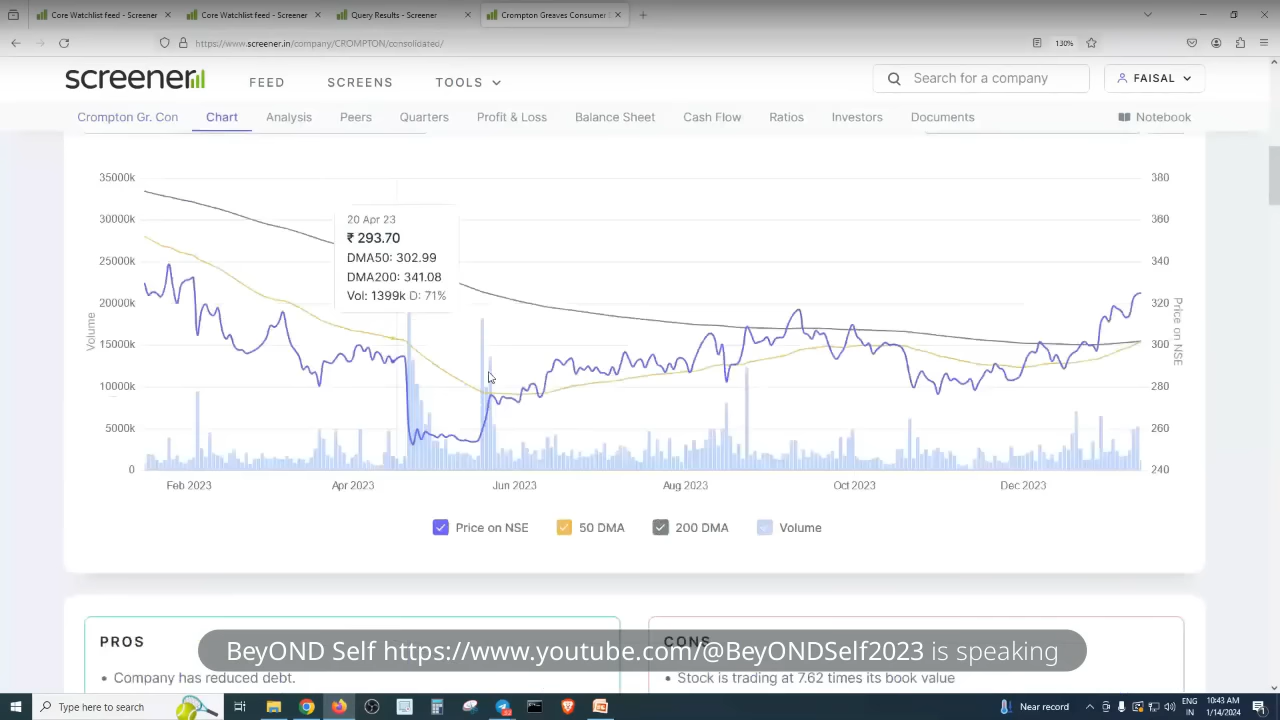 Company Watchlist - Screener
Consolidation - Screener
Query Results - Screener
Crompton Greaves Consumer
https://www.screener.in/company/CROMPTON/consolidated/
130%
screener
FEED
SCREENS
TOOLS
Search for a company
FAISAL
Crompton Gr. Con
Chart
Analysis
Peers
Quarters
Profit & Loss
Balance Sheet
Cash Flow
Ratios
Investors
Documents
Notebook
35000k
380
30000k
360
25000k
340
20000k
320
15000k
300
10000k
280
5000k
260
0
240
Volume
Price on NSE
20 Apr 23
₹ 293.70
DMA50: 302.99
DMA200: 341.08
Vol: 1399k D: 71%
Feb 2023
Apr 2023
Jun 2023
Aug 2023
Oct 2023
Dec 2023
Price on NSE
50 DMA
200 DMA
Volume
PROS
CONS
BeyOND Self https://www.youtube.com/@BeyONDSelf2023 is speaking
• Company has reduced debt.
• Stock is trading at 7.62 times its book value
Type here to search
Near record
ENG
IN
10:43 AM
1/14/2024